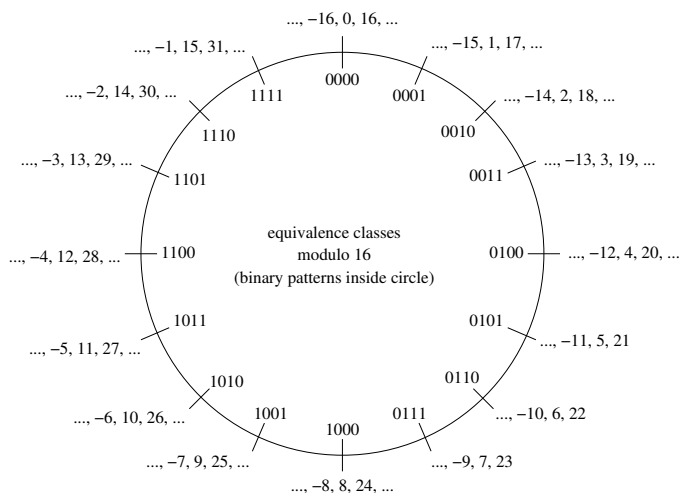 ..., −16, 0, 16, ...
..., −1, 15, 31, ...
..., −15, 1, 17, ...
0000
1111
0001
..., −2, 14, 30, ...
..., −14, 2, 18, ...
1110
0010
..., −3, 13, 29, ...
..., −13, 3, 19, ...
1101
0011
equivalence classes
modulo 16
(binary patterns inside circle)
..., −4, 12, 28, ...
1100
0100
..., −12, 4, 20, ...
1011
0101
..., −5, 11, 27, ...
..., −11, 5, 21
1010
0110
..., −6, 10, 26, ...
1001
1000
0111
..., −10, 6, 22
..., −7, 9, 25, ...
..., −9, 7, 23
..., −8, 8, 24, ...